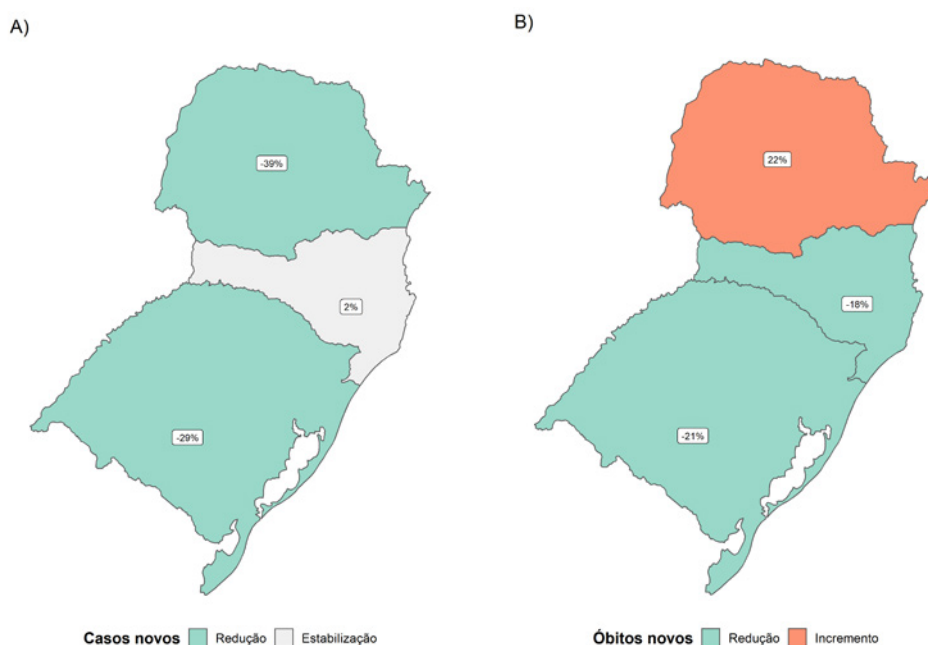 A)
B)
-39%
22%
2%
-18%
-29%
-21%
Casos novos Redução Estabilização
Óbitos novos Redução Incremento